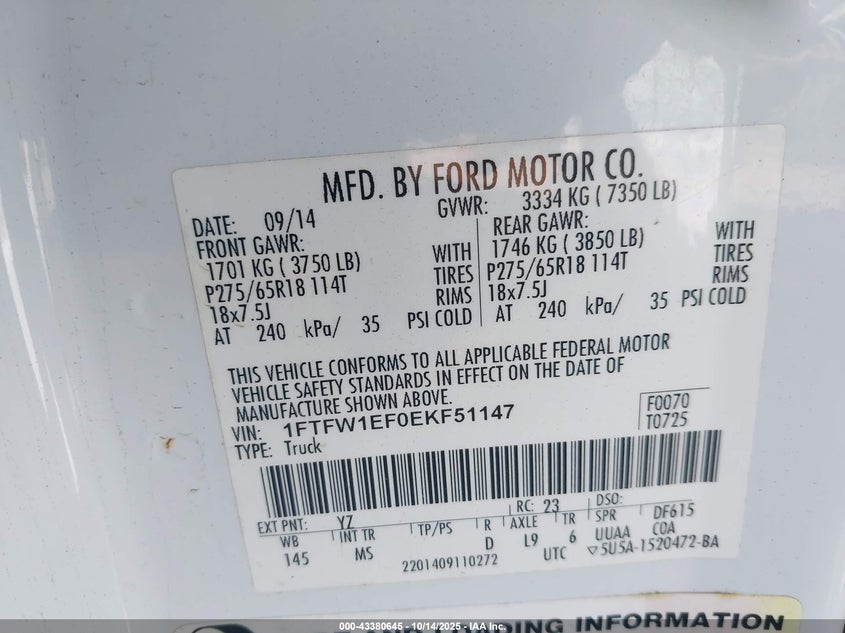 MFD. BY FORD MOTOR CO.
DATE: 09/14 GVWR: 3334 KG ( 7350 LB)
FRONT GAWR: REAR GAWR:
1701 KG ( 3750 LB) WITH 1746 KG ( 3850 LB) WITH
P275/65R18 114T TIRES P275/65R18 114T TIRES
18x7.5J RIMS 18x7.5J RIMS
AT 240 kPa/ 35 PSI COLD AT 240 kPa/ 35 PSI COLD
THIS VEHICLE CONFORMS TO ALL APPLICABLE FEDERAL MOTOR
VEHICLE SAFETY STANDARDS IN EFFECT ON THE DATE OF
MANUFACTURE SHOWN ABOVE.
VIN: 1FTFW1EF0EKF51147 F0070
TYPE: Truck T0725
EXT PNT: YZ RC: 23 DSO:
WB INT TR TP/PS R AXLE TR SPR DF615
145 MS D L9 6 UUAA COA
2201409110272 UTC ▽5U5A-1520472-BA
AND LOADING INFORMATION
000-43380645 - 10/14/2025 - IAA Inc.